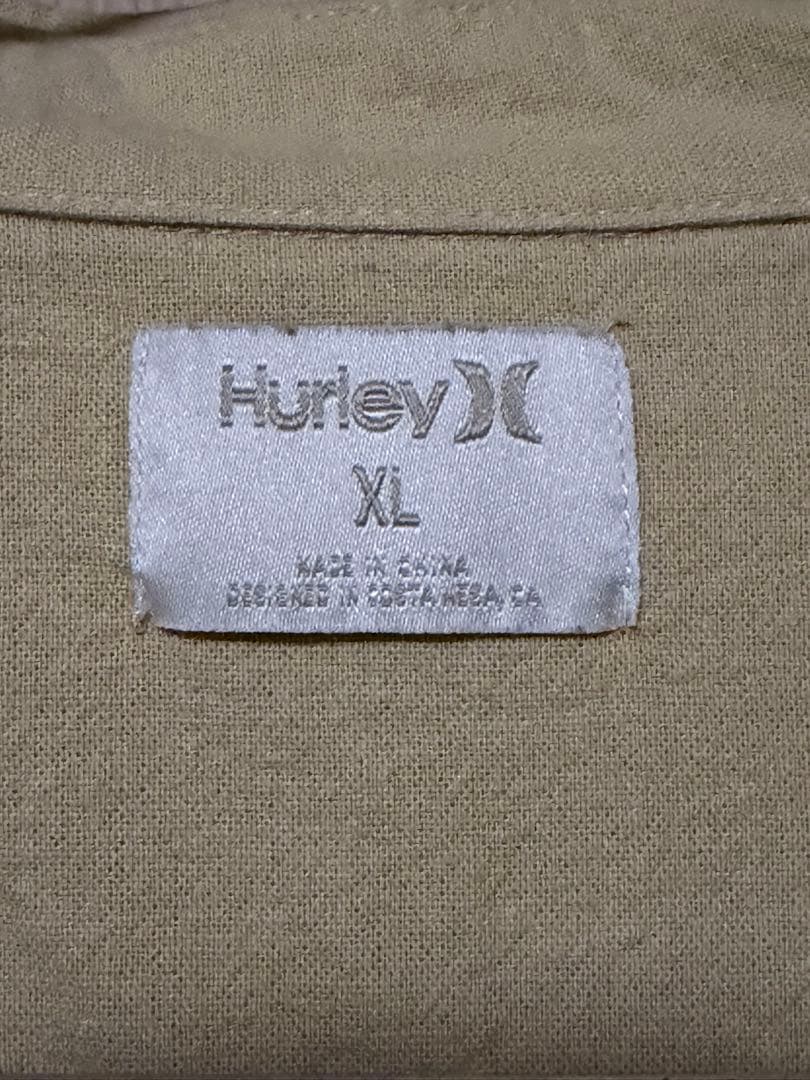 Hurley
XL
MADE IN CHINA
DESIGNED IN COSTA MESA, CA